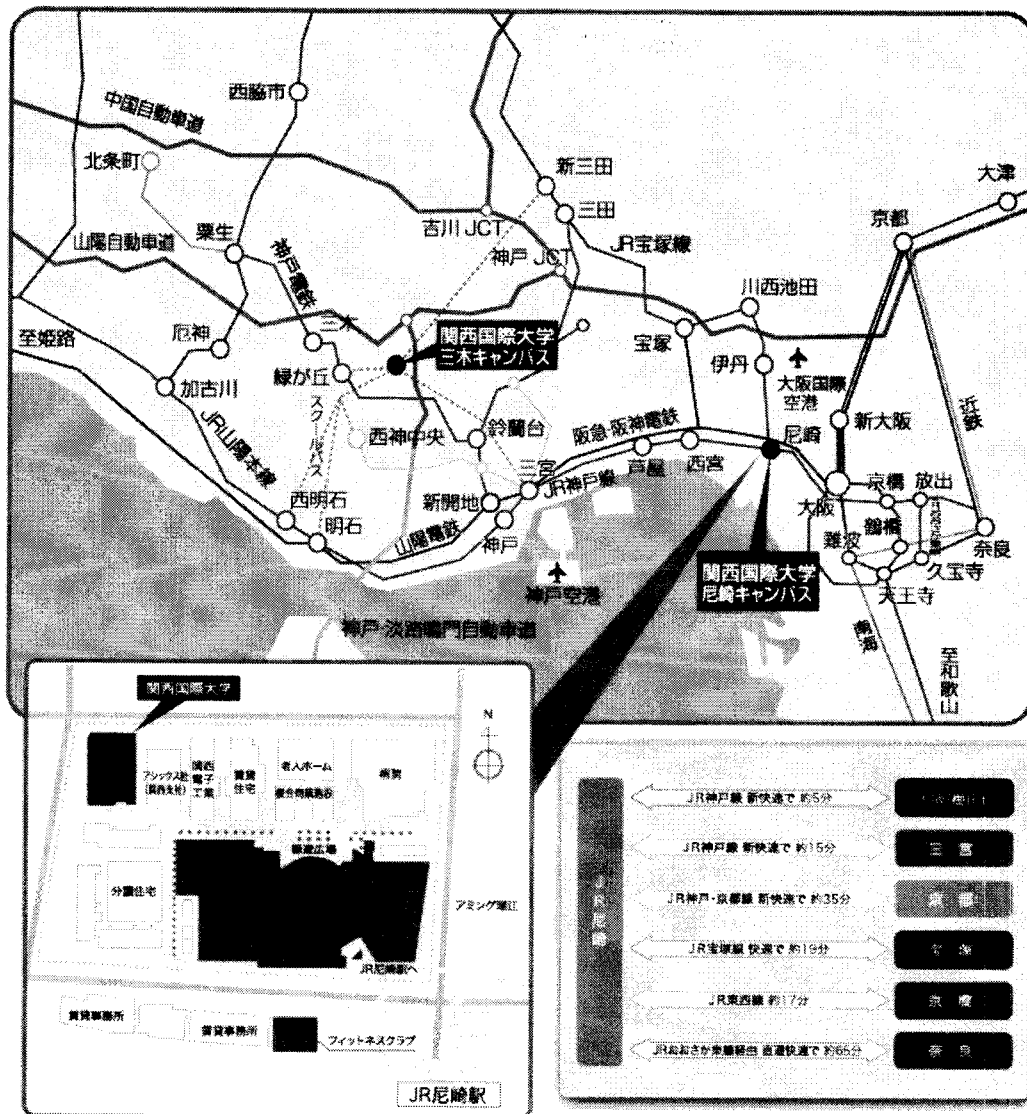 西脇市
中国自動車道
北条町
新三田
大津
三田
京都
粟生
吉川 JCT
山陽自動車道
神戸電鉄
神戸 JCT
JR宝塚線
川西池田
三木
関西国際大学
三木キャンパス
至姫路
厄神
宝塚
伊丹
大阪国際
空港
緑が丘
加古川
スクールバス
近鉄
新大阪
西神中央
鈴蘭台
阪急・阪神電鉄
尼崎
JR山陽本線
三宮
芦屋
西宮
京橋
放出
JR神戸線
大阪
西明石
新開地
鶴橋
明石
山陽電鉄
神戸
難波
奈良
久宝寺
関西国際大学
尼崎キャンパス
天王寺
神戸空港
南海
神戸・淡路鳴門自動車道
至和歌山
関西国際大学
N
アシックス社
(関西支社)
関西
電子
工業
賃貸
住宅
老人ホーム
病院
分譲住宅
アミング潮江
JR尼崎駅へ
賃貸事務所
賃貸事務所
フィットネスクラブ
JR尼崎駅
JR尼崎
JR神戸線 新快速で 約5分
JR神戸線 新快速で 約15分
三宮
JR神戸・京都線 新快速で 約35分
京都
JR宝塚線 快速で 約19分
宝塚
JR東西線 約17分
京橋
JRおおさか東線経由 直通快速で 約65分
奈良